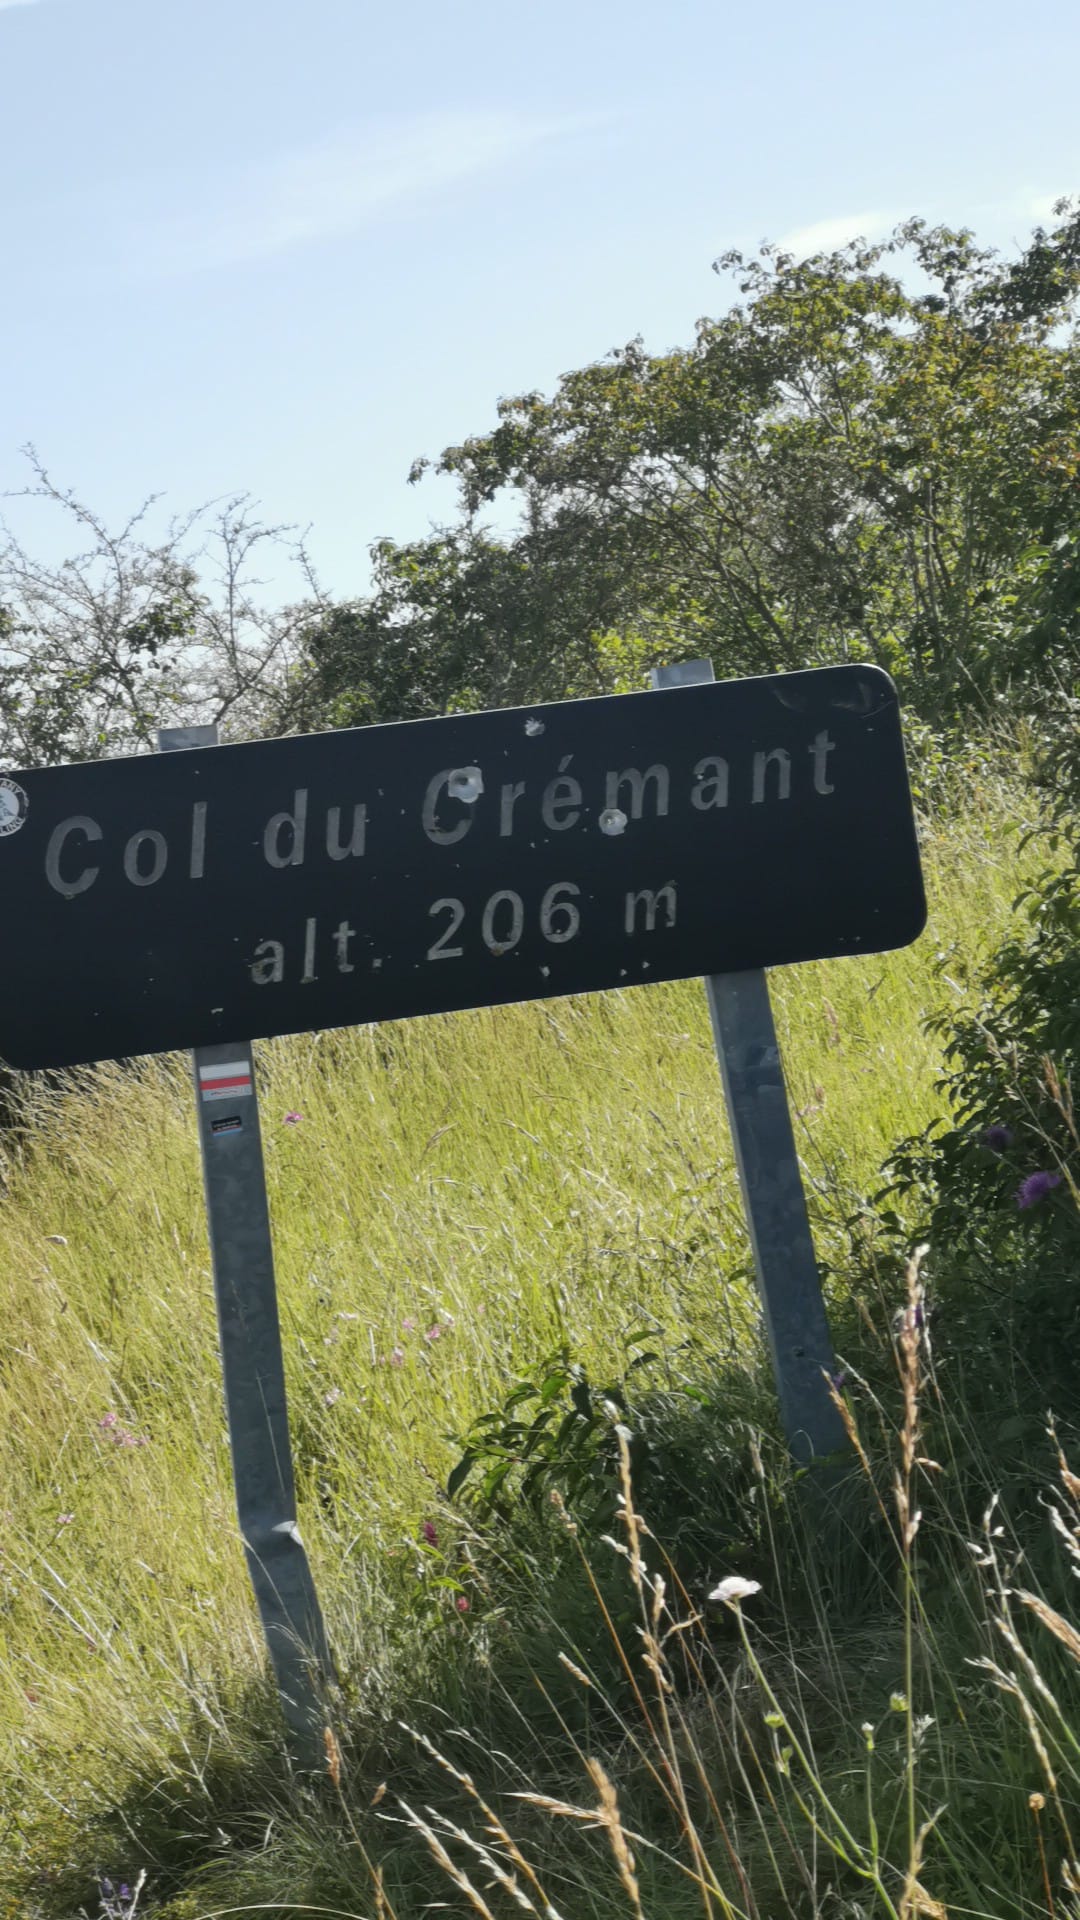 Col du Crémant
alt. 206 m